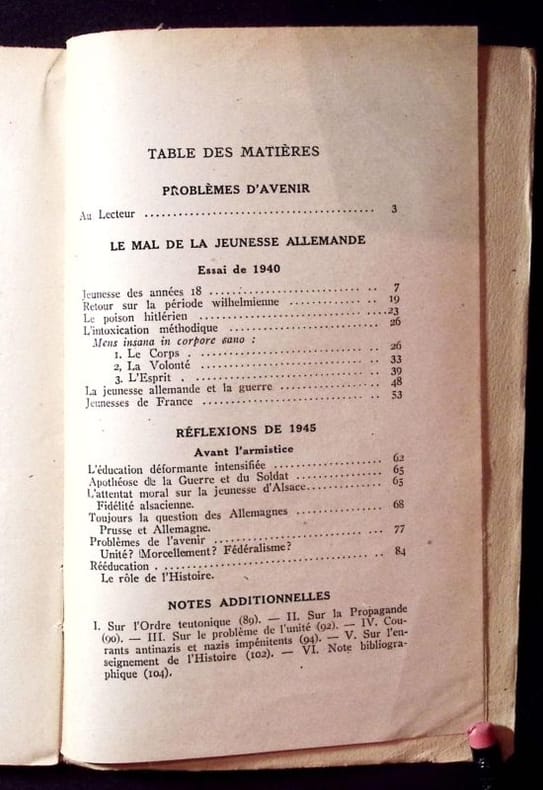 TABLE DES MATIÈRES
PROBLÈMES D'AVENIR
Au Lecteur ........................................ 3
LE MAL DE LA JEUNESSE ALLEMANDE
Essai de 1940
Jeunesse des années 18 ............................ 7
Retour sur la période wilhelmienne ................ 19
Le poison hitlérien ............................... 23
L'intoxication méthodique ......................... 26
Mens insana in corpore sano :
1. Le Corps . ..................................... 26
2, La Volonté ..................................... 33
3. L'Esprit . ..................................... 39
La jeunesse allemande et la guerre ................ 48
Jeunesses de France ............................... 53
RÉFLEXIONS DE 1945
Avant l'armistice
L'éducation déformante intensifiée ................ 62
Apothéose de la Guerre et du Soldat ............... 65
L'attentat moral sur la jeunesse d'Alsace.......... 65
Fidélité alsacienne.
Toujours la question des Allemagnes ............... 68
Prusse et Allemagne.
Problèmes de l'avenir ............................. 77
Unité? Morcellement? Fédéralisme?
Rééducation . ..................................... 84
Le rôle de l'Histoire.
NOTES ADDITIONNELLES
I. Sur l'Ordre teutonique (89). — II. Sur la Propagande
(90). — III. Sur le problème de l'unité (92). — IV. Cou-
rants antinazis et nazis impénitents (94). — V. Sur l'en-
seignement de l'Histoire (102). — VI. Note bibliogra-
phique (104).